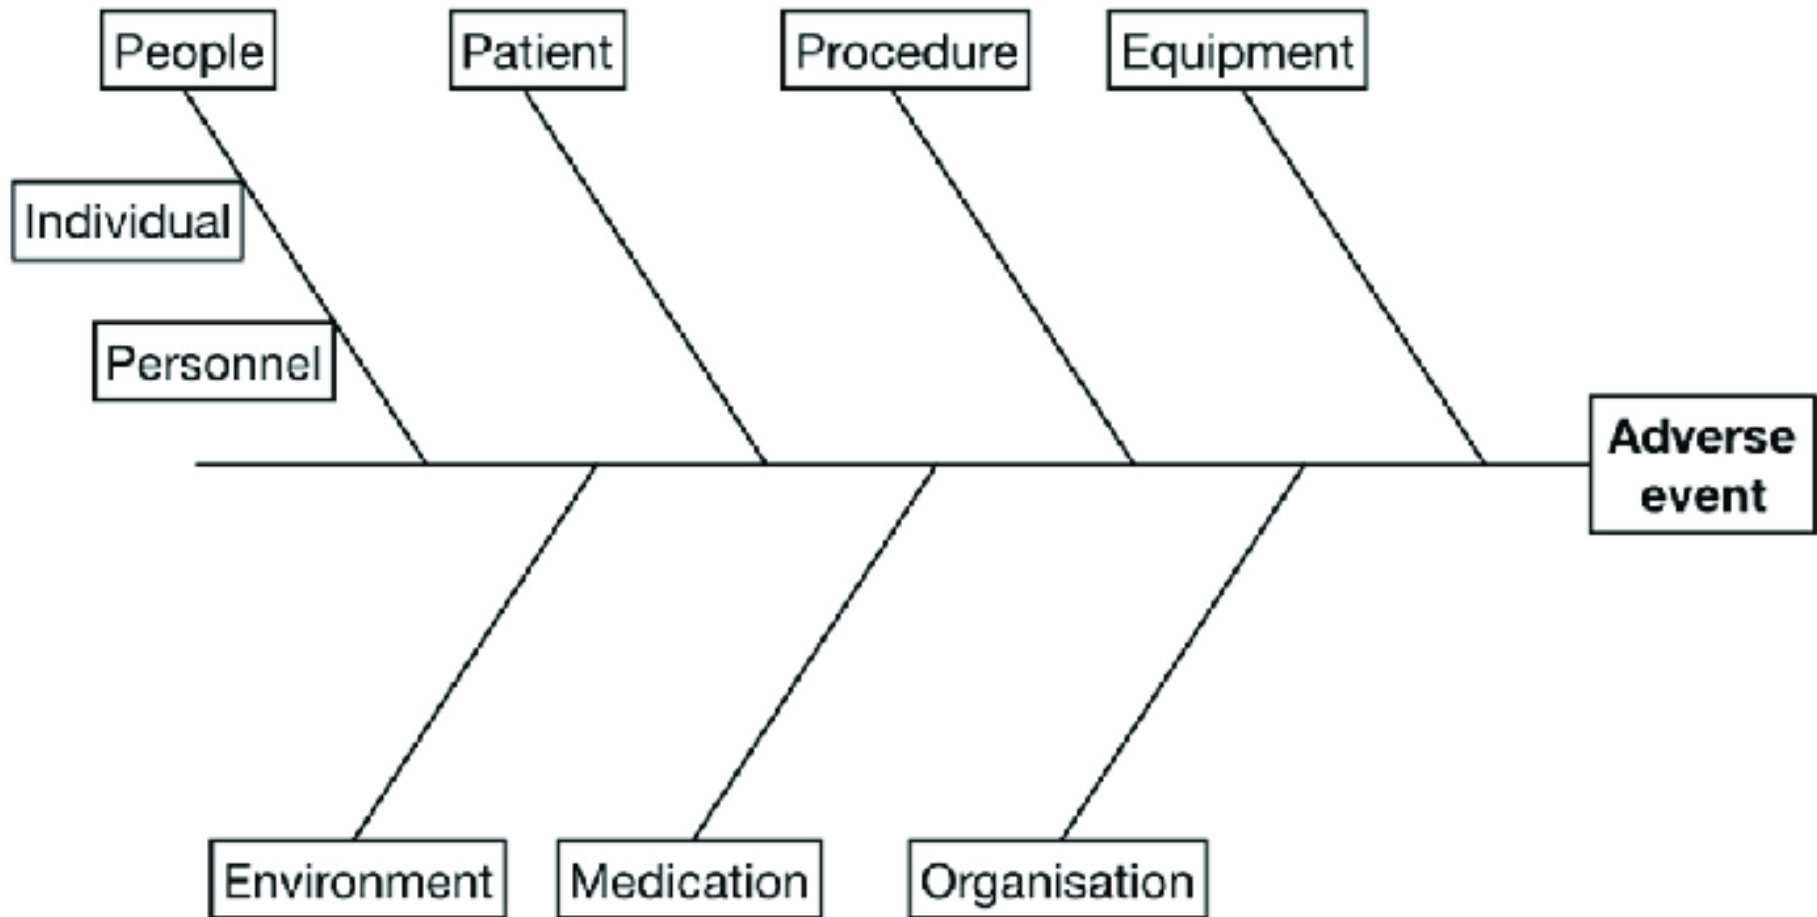 People
Patient
Procedure
Equipment
Individual
Personnel
Adverse
event
Environment
Medication
Organisation